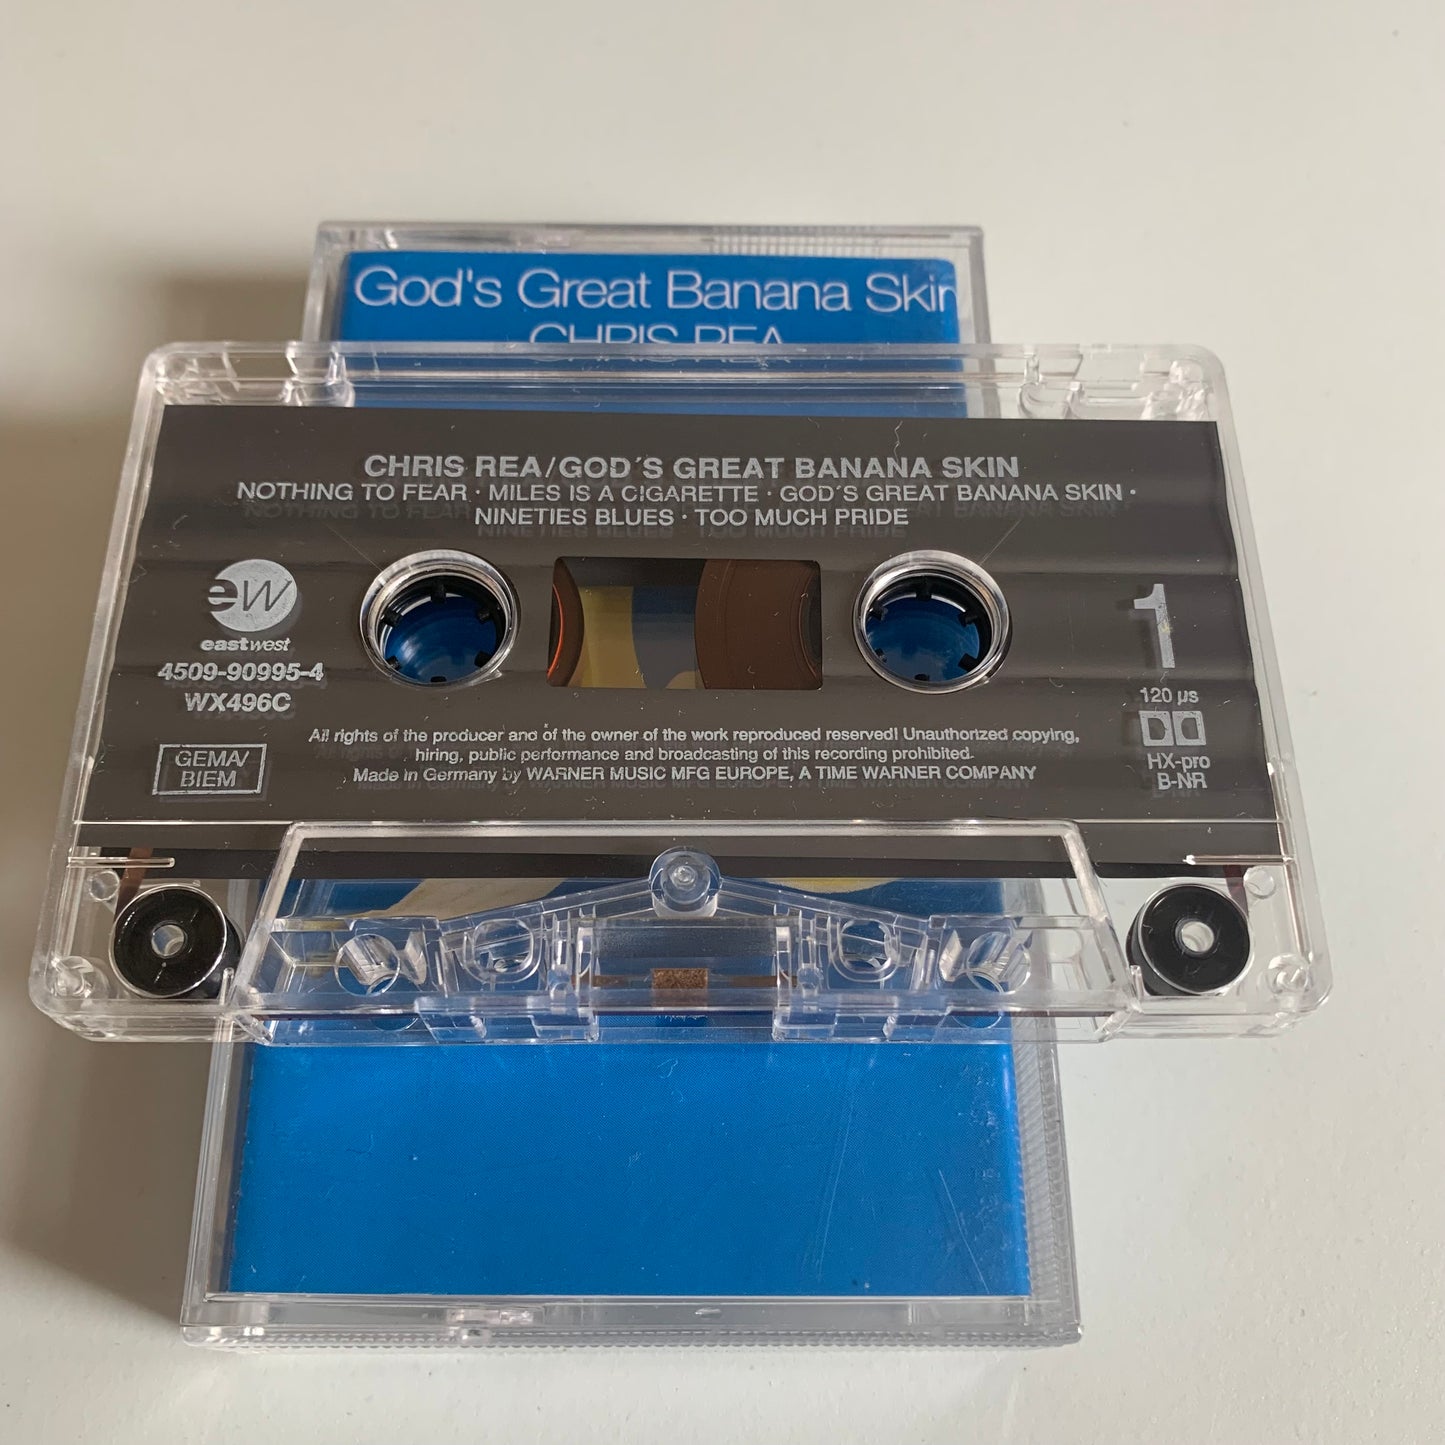 God's Great Banana Skin
CHRIS REA
CHRIS REA/GOD´S GREAT BANANA SKIN
NOTHING TO FEAR · MILES IS A CIGARETTE · GOD´S GREAT BANANA SKIN ·
NINETIES BLUES · TOO MUCH PRIDE
ew
eastwest
4509-90995-4
WX496C
GEMA/
BIEM
1
120 µs
HX-pro
B-NR
All rights of the producer and of the owner of the work reproduced reserved! Unauthorized copying,
hiring, public performance and broadcasting of this recording prohibited.
Made in Germany by WARNER MUSIC MFG EUROPE, A TIME WARNER COMPANY